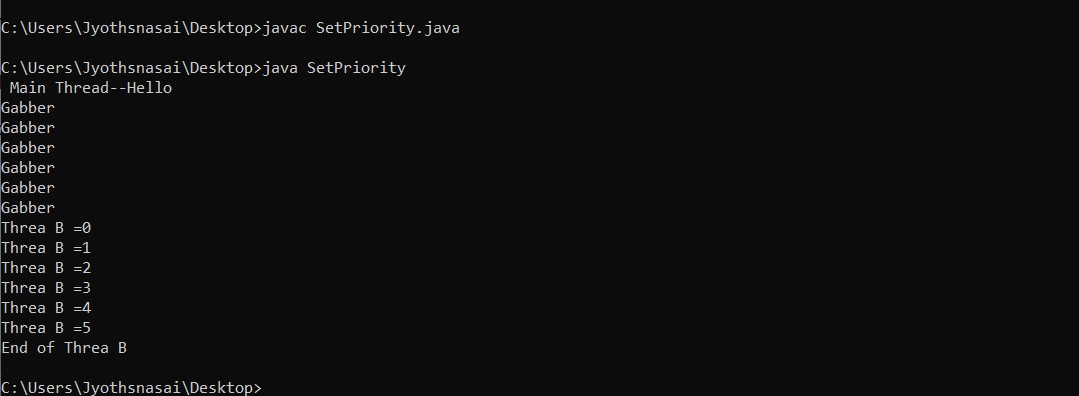 C:\Users\Jyothsnasai\Desktop>javac SetPriority.java
C:\Users\Jyothsnasai\Desktop>java SetPriority
Main Thread--Hello
Gabber
Gabber
Gabber
Gabber
Gabber
Gabber
Threa B =0
Threa B =1
Threa B =2
Threa B =3
Threa B =4
Threa B =5
End of Threa B
C:\Users\Jyothsnasai\Desktop>